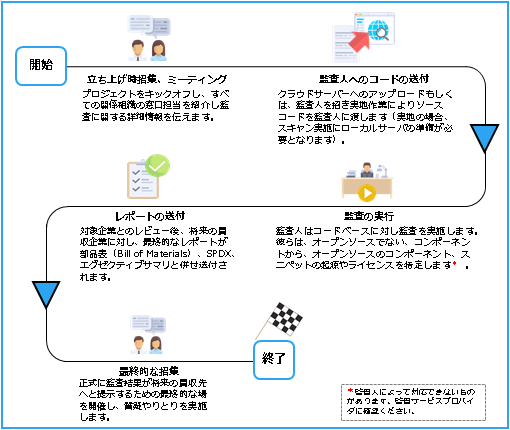 開始
立ち上げ時招集、ミーティング
プロジェクトをキックオフし、すべ
ての関係組織の窓口担当を紹介し監
査に関する詳細情報を伝えます。
監査人へのコードの送付
クラウドサーバーへのアップロードもしく
は、監査人を招き実地作業によりソース
コードを監査人に渡します（実地の場合、
スキャン実施にローカルサーバの準備が必
要となります）。
監査の実行
監査人はコードベースに対し監査を実施します。
彼らは、オープンソースでない、コンポーネン
トから、オープンソースのコンポーネント、ス
ニペットの起源やライセンスを特定します* 。
レポートの送付
対象企業とのレビュー後、将来の買
収企業に対し、最終的なレポートが
部品表（Bill of Materials）、SPDX、
エグゼクティブサマリと併せ送付さ
れます。
最終的な招集
正式に監査結果が将来の買収先
へと提示するための最終的な場
を開催し、質疑やりとりを実施
します。
終了
*監査人によって対応できないもの
があります。監査サービスプロバイ
ダに確認ください。